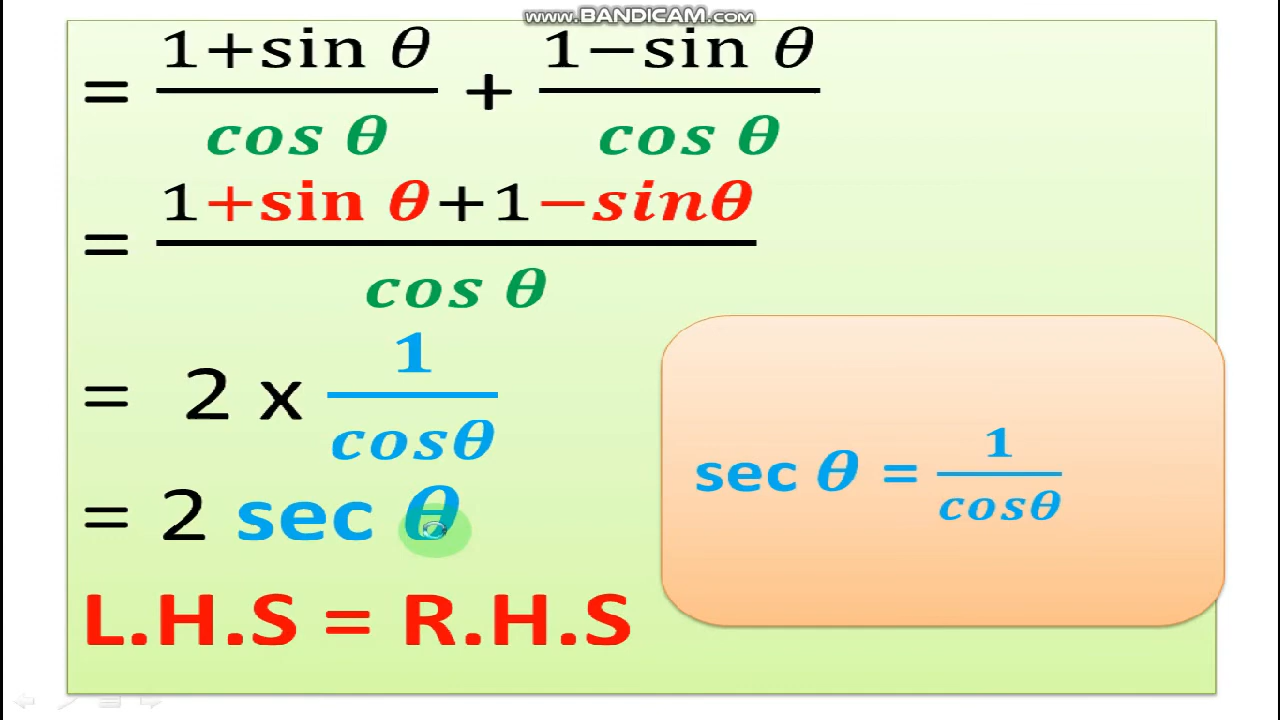 www.BANDICAM.com
= 1+sin θ / cos θ + 1−sin θ / cos θ
= 1+sin θ+1−sinθ / cos θ
= 2 x 1 / cosθ
= 2 sec θ
sec θ = 1 / cosθ
L.H.S = R.H.S